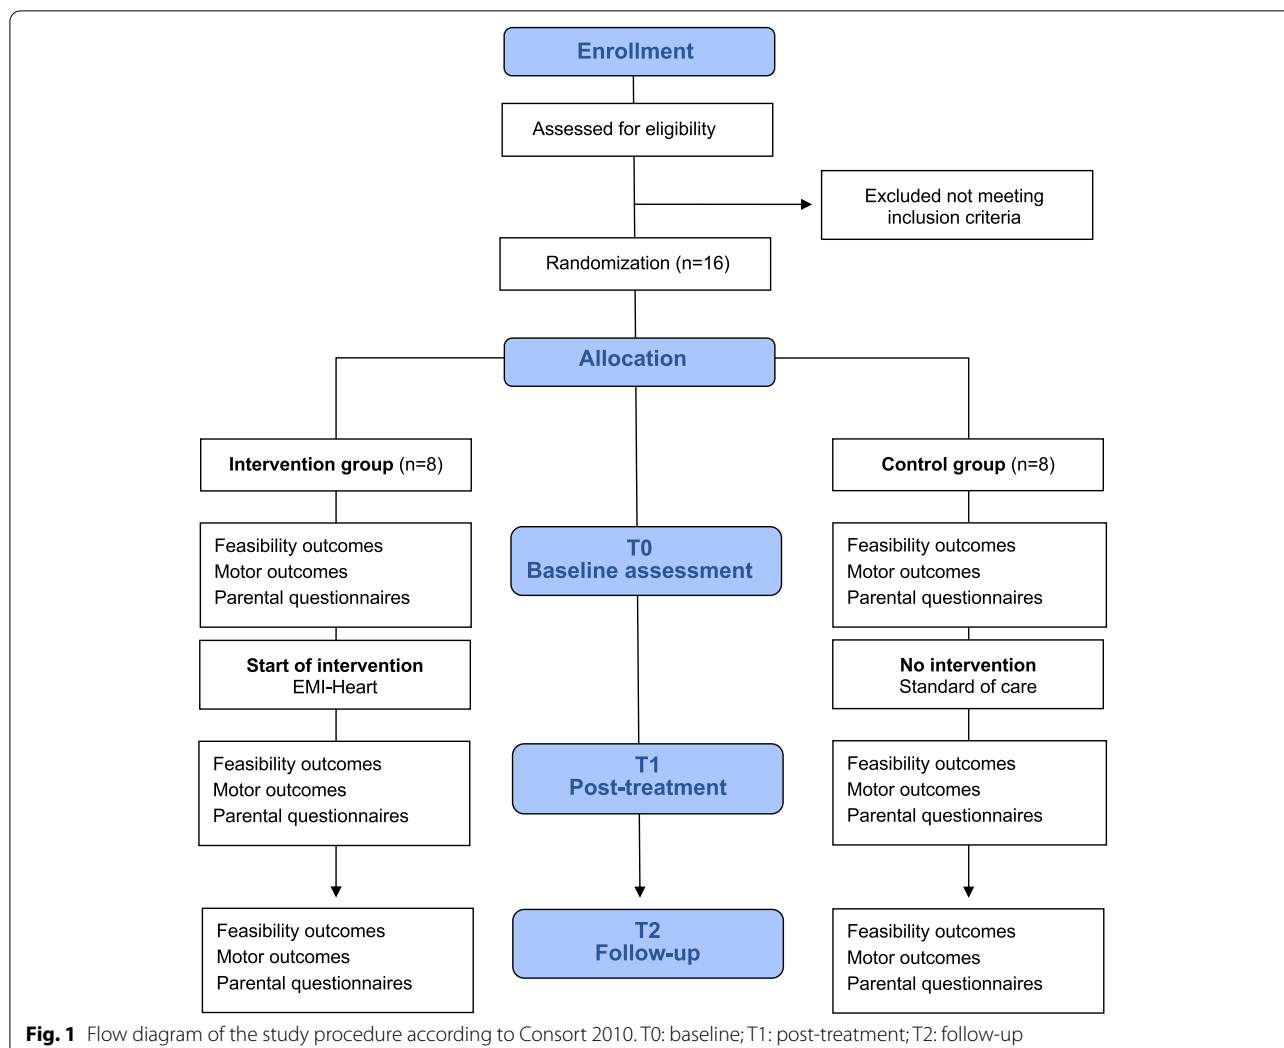 Enrollment
Assessed for eligibility
Excluded not meeting
inclusion criteria
Randomization (n=16)
Allocation
Intervention group (n=8)
Control group (n=8)
Feasibility outcomes
Motor outcomes
Parental questionnaires
T0
Baseline assessment
Feasibility outcomes
Motor outcomes
Parental questionnaires
Start of intervention
EMI-Heart
No intervention
Standard of care
Feasibility outcomes
Motor outcomes
Parental questionnaires
T1
Post-treatment
Feasibility outcomes
Motor outcomes
Parental questionnaires
Feasibility outcomes
Motor outcomes
Parental questionnaires
T2
Follow-up
Feasibility outcomes
Motor outcomes
Parental questionnaires
Fig. 1 Flow diagram of the study procedure according to Consort 2010. T0: baseline; T1: post-treatment; T2: follow-up